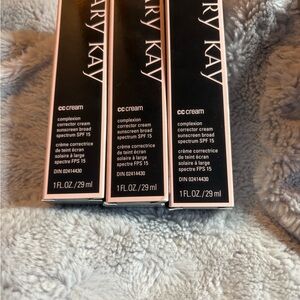 MARY KAY
cc cream
complexion
corrector cream
sunscreen broad
spectrum SPF 15
crème correctrice
de teint écran
solaire à large
spectre FPS 15
DIN 02414430
1 FL.OZ./29 ml
ARY KAY
cc cream
complexion
corrector cream
sunscreen broad
spectrum SPF 15
crème correctrice
de teint écran
solaire à large
spectre FPS 15
DIN 02414430
1 FL.OZ./29 ml
ARY KAY
cc cream
complexion
corrector cream
sunscreen broad
spectrum SPF 15
crème correctrice
de teint écran
solaire à large
spectre FPS 15
DIN 02414430
1 FL.OZ./29 ml